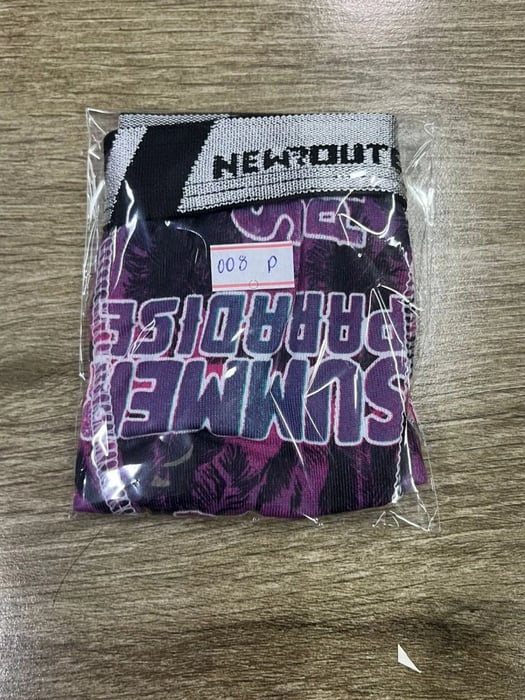 NEWROUTE
008 P
PARADISE
SUMMER